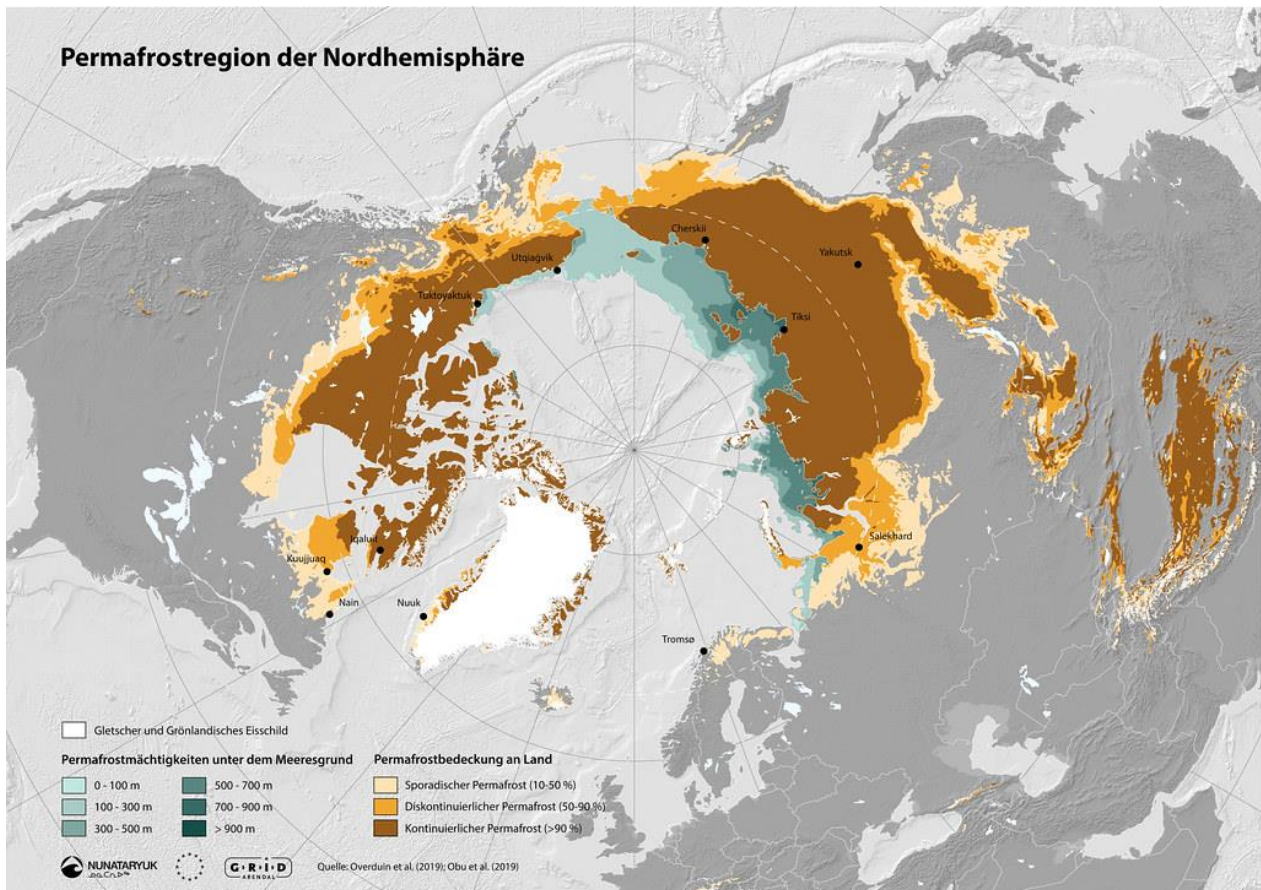 Permafrostregion der Nordhemisphäre
Cherskii
Yakutsk
Utqiaġvik
Tuktoyaktuk
Tiksi
Iqaluit
Salekhard
Kuujjuaq
Nain
Nuuk
Tromsø
Gletscher und Grönlandisches Eisschild
Permafrostmächtigkeiten unter dem Meeresgrund
0 - 100 m
100 - 300 m
300 - 500 m
500 - 700 m
700 - 900 m
> 900 m
Permafrostbedeckung an Land
Sporadischer Permafrost (10-50 %)
Diskontinuierlicher Permafrost (50-90 %)
Kontinuierlicher Permafrost (>90 %)
NUNATARYUK
G·R·I·D
ARENDAL
Quelle: Overduin et al. (2019); Obu et al. (2019)